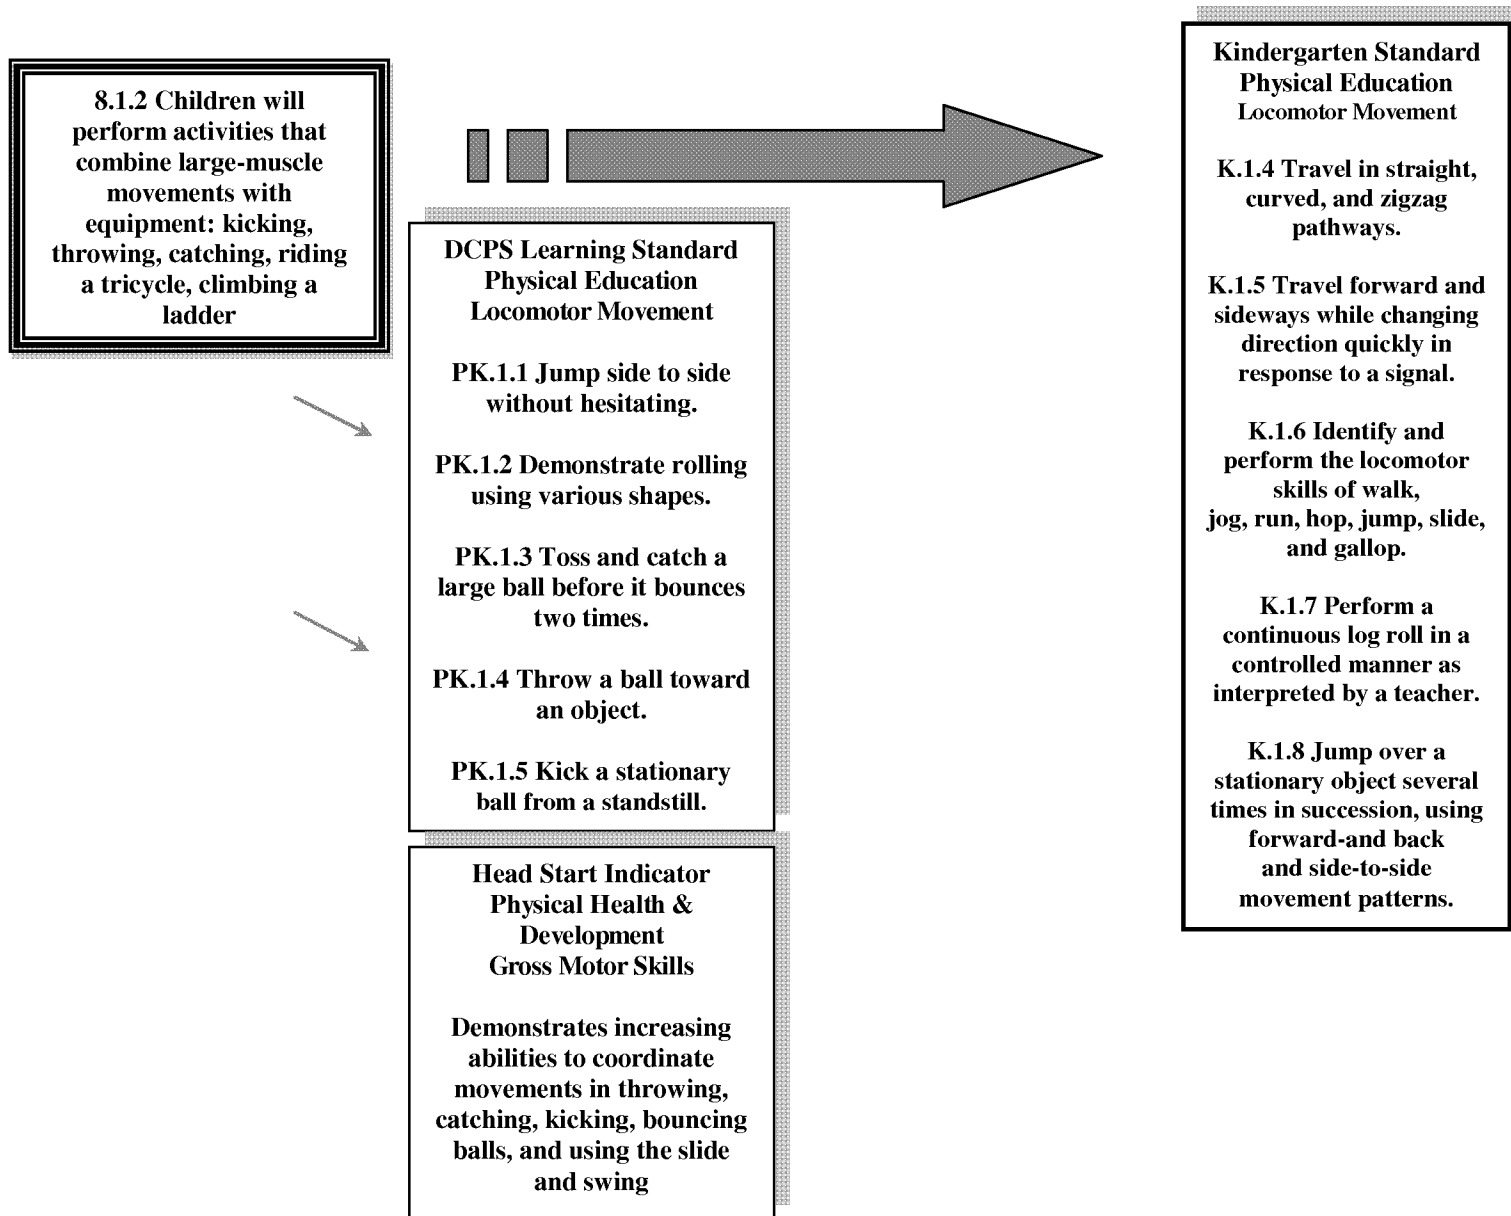 8.1.2 Children will
perform activities that
combine large-muscle
movements with
equipment: kicking,
throwing, catching, riding
a tricycle, climbing a
ladder
DCPS Learning Standard
Physical Education
Locomotor Movement
PK.1.1 Jump side to side
without hesitating.
PK.1.2 Demonstrate rolling
using various shapes.
PK.1.3 Toss and catch a
large ball before it bounces
two times.
PK.1.4 Throw a ball toward
an object.
PK.1.5 Kick a stationary
ball from a standstill.
Head Start Indicator
Physical Health &
Development
Gross Motor Skills
Demonstrates increasing
abilities to coordinate
movements in throwing,
catching, kicking, bouncing
balls, and using the slide
and swing
Kindergarten Standard
Physical Education
Locomotor Movement
K.1.4 Travel in straight,
curved, and zigzag
pathways.
K.1.5 Travel forward and
sideways while changing
direction quickly in
response to a signal.
K.1.6 Identify and
perform the locomotor
skills of walk,
jog, run, hop, jump, slide,
and gallop.
K.1.7 Perform a
continuous log roll in a
controlled manner as
interpreted by a teacher.
K.1.8 Jump over a
stationary object several
times in succession, using
forward-and back
and side-to-side
movement patterns.